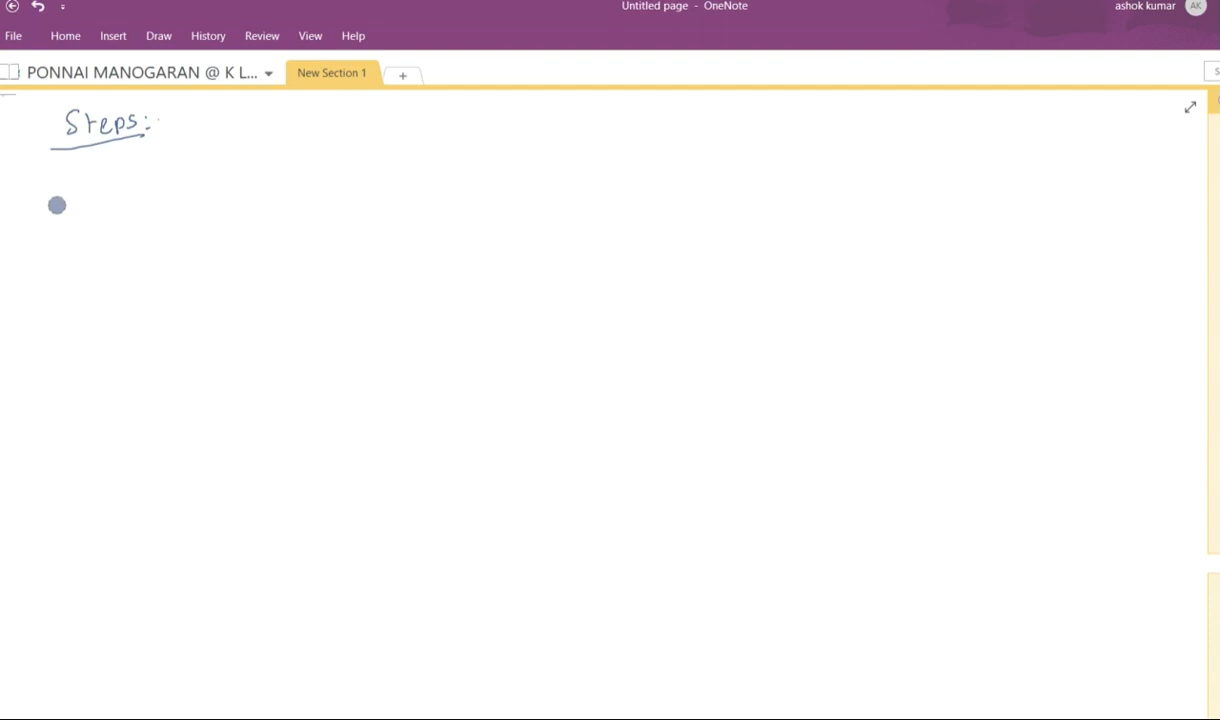 Untitled page - OneNote
ashok kumar AK
File Home Insert Draw History Review View Help
PONNAI MANOGARAN @ K L... New Section 1 +
Steps: